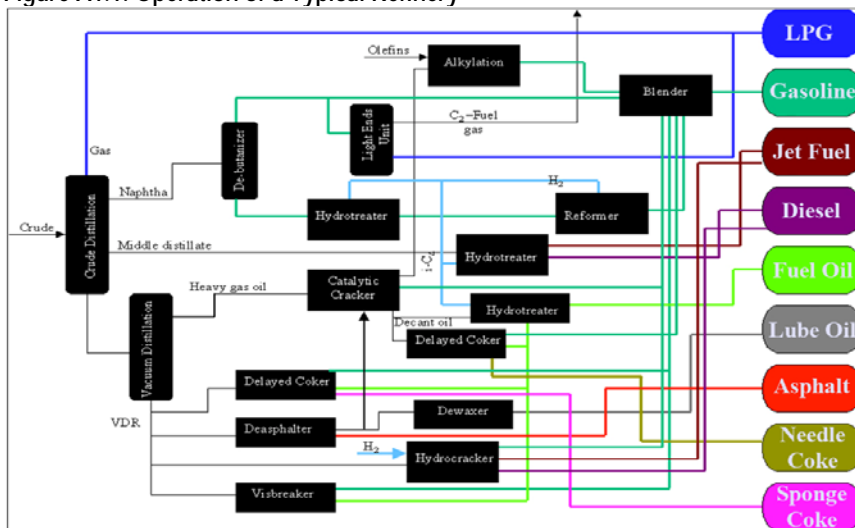 Figure A.1.1. Operation of a Typical Refinery
LPG
Olefins
Alkylation
Gasoline
Blender
C2-Fuel
gas
Light Ends
Unit
Gas
De-butanizer
Jet Fuel
Naphtha
H2
Crude Distillation
Hydrotreater
Reformer
Diesel
Crude
Middle distillate
i-C4
Hydrotreater
Fuel Oil
Heavy gas oil
Catalytic
Cracker
Hydrotreater
Vacuum Distillation
Decant oil
Delayed Coker
Lube Oil
Delayed Coker
Asphalt
VDR
Dewaxer
Deasphalter
Needle
Coke
H2
Hydrocracker
Visbreaker
Sponge
Coke